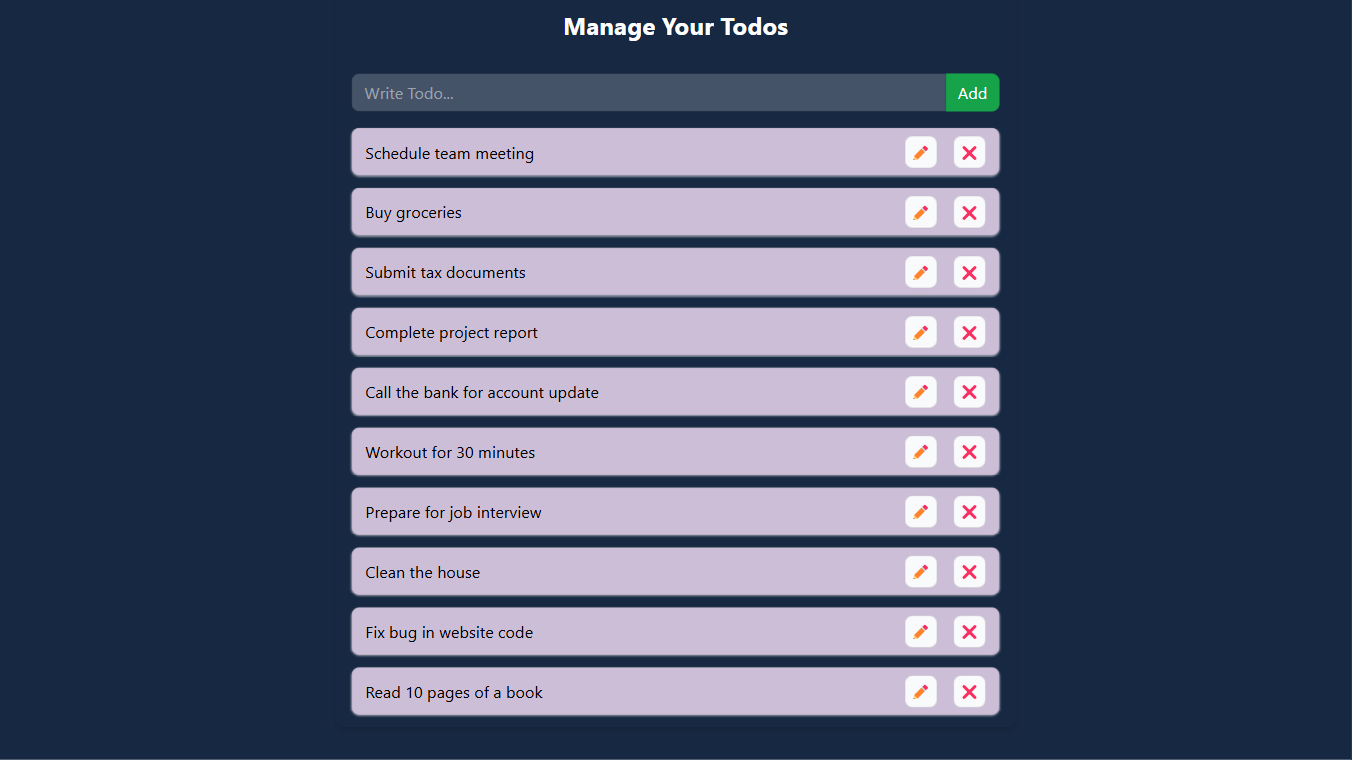 Manage Your Todos
Write Todo...
Add
Schedule team meeting
Buy groceries
Submit tax documents
Complete project report
Call the bank for account update
Workout for 30 minutes
Prepare for job interview
Clean the house
Fix bug in website code
Read 10 pages of a book